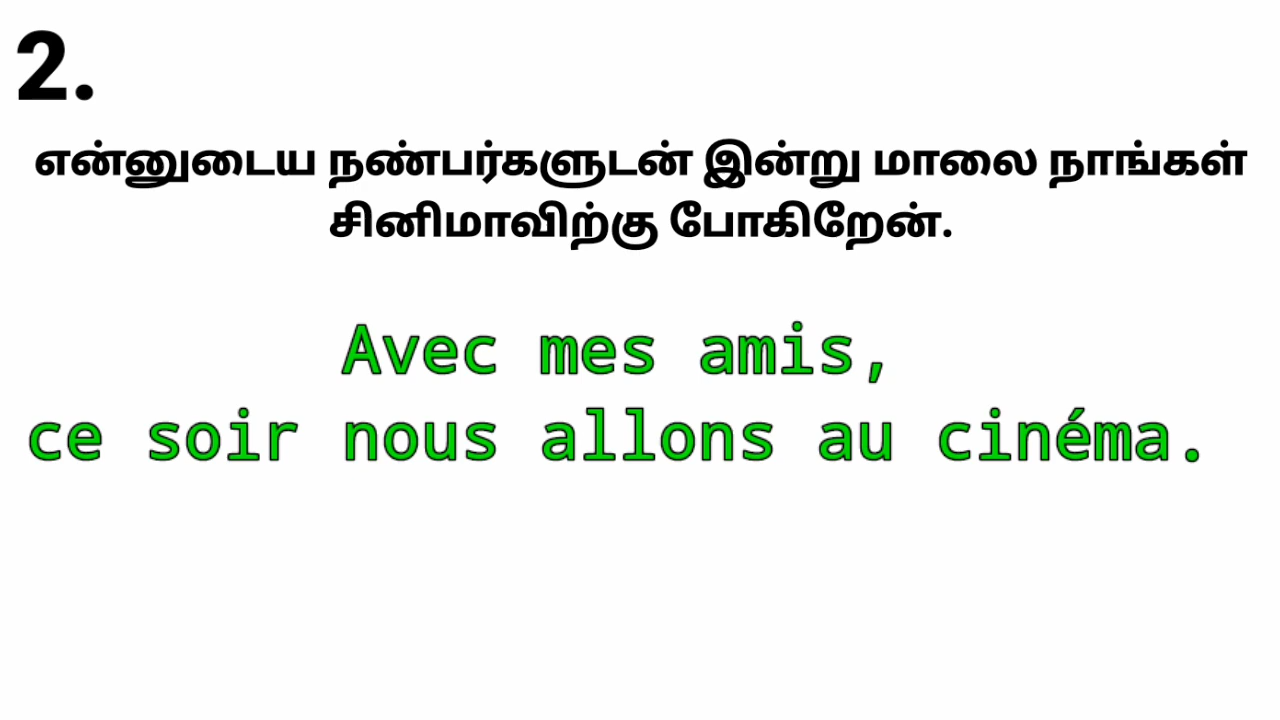 2.
என்னுடைய நண்பர்களுடன் இன்று மாலை நாங்கள்
சினிமாவிற்கு போகிறேன்.
Avec mes amis,
ce soir nous allons au cinéma.